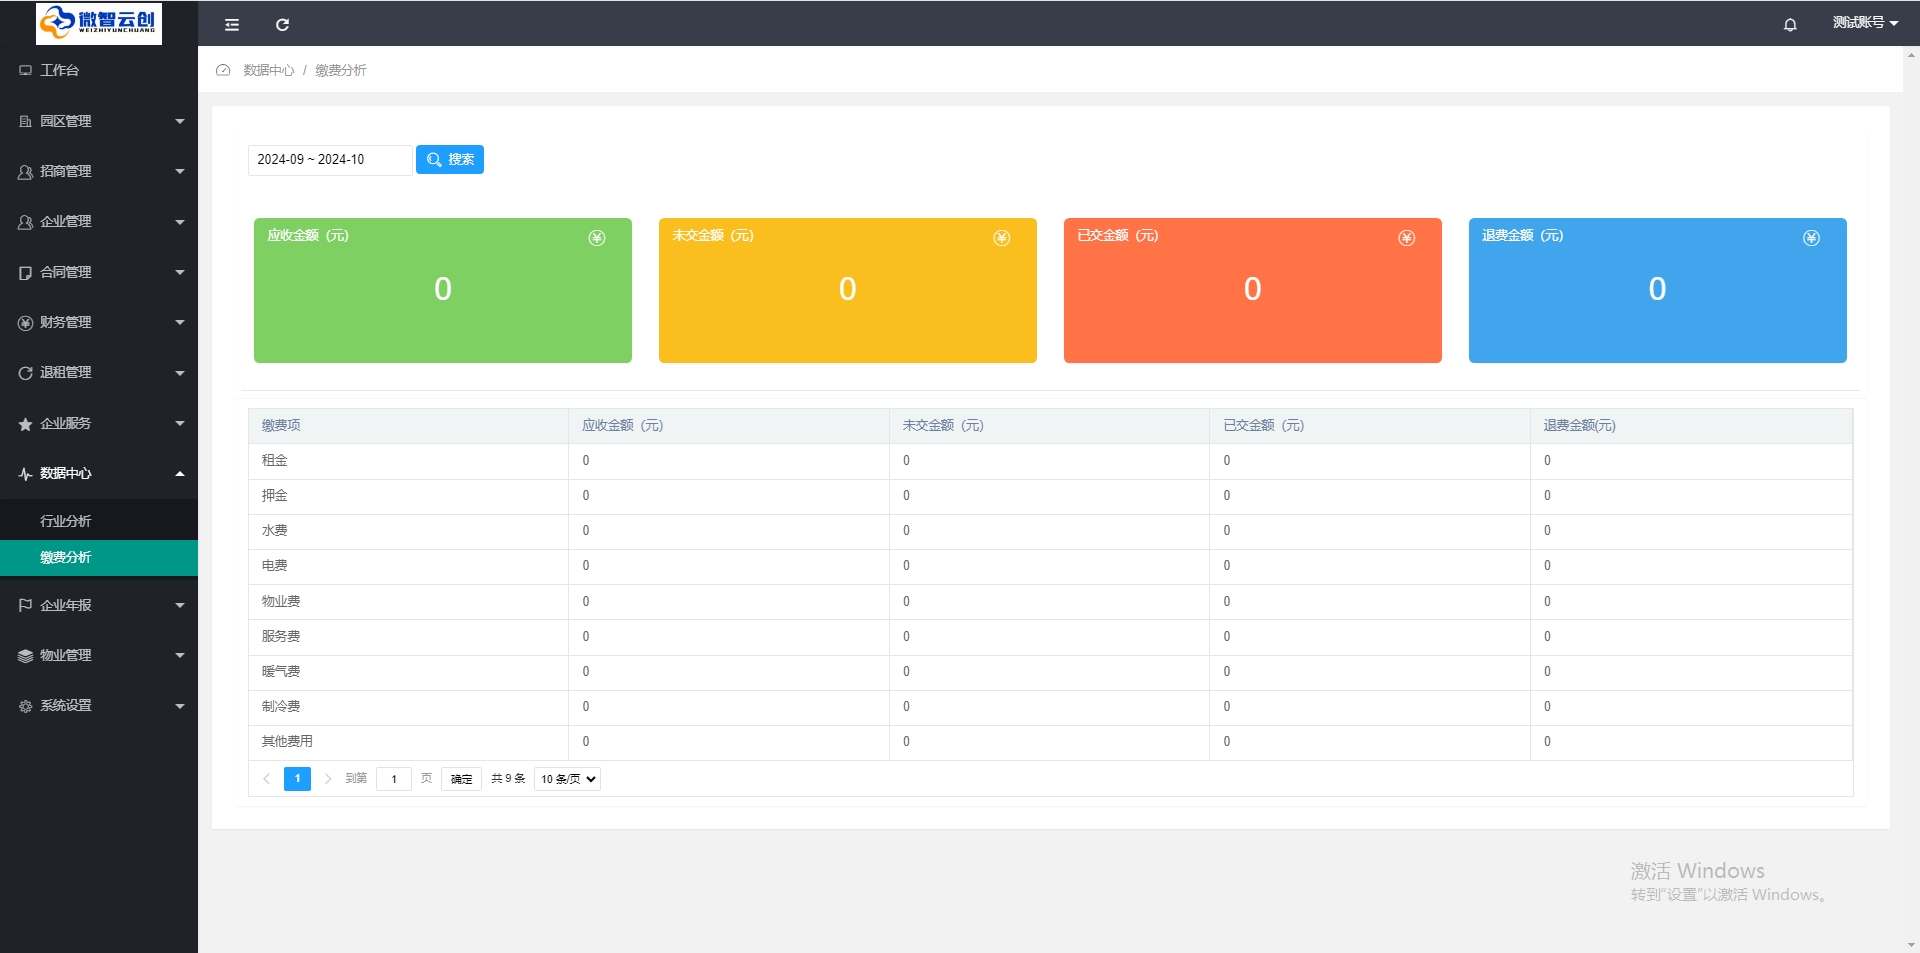 微智云创
WEIZHIYUNCHUANG
测试账号
工作台
园区管理
招商管理
企业管理
合同管理
财务管理
退租管理
企业服务
数据中心
行业分析
缴费分析
企业年报
物业管理
系统设置
数据中心 / 缴费分析
2024-09 ~ 2024-10 搜索
应收金额 (元) 未交金额 (元) 已交金额 (元) 退费金额 (元)
0 0 0 0
缴费项 应收金额 (元) 未交金额 (元) 已交金额 (元) 退费金额(元)
租金 0 0 0 0
押金 0 0 0 0
水费 0 0 0 0
电费 0 0 0 0
物业费 0 0 0 0
服务费 0 0 0 0
暖气费 0 0 0 0
制冷费 0 0 0 0
其他费用 0 0 0 0
1 到第 1 页 确定 共 9 条 10 条/页
激活 Windows
转到“设置”以激活 Windows。